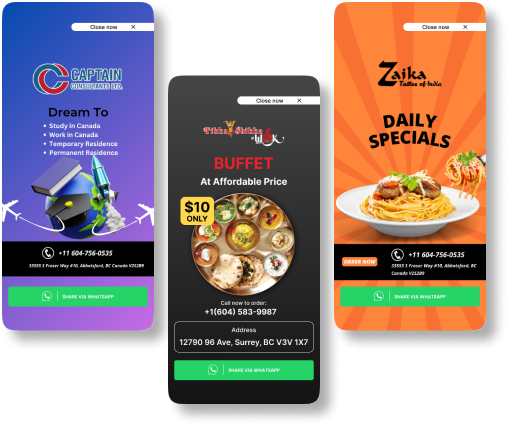 Close now ✕
CAPTAIN
CONSULTANTS LTD.
Dream To
• Study in Canada
• Work in Canada
• Temporary Residence
• Permanent Residence
+11 604-756-0535
33555 S Fraser Way #10, Abbotsford, BC Canada V2S2B9
SHARE VIA WHATSAPP
Close now ✕
Tikka Shikka
Wok
BUFFET
At Affordable Price
$10
ONLY
Call now to order:
+1(604) 583-9987
Address
12790 96 Ave, Surrey, BC V3V 1X7
SHARE VIA WHATSAPP
Close now ✕
Zaika
Tastes of India
DAILY
SPECIALS
ORDER NOW
+11 604-756-0535
33555 S Fraser Way #10, Abbotsford, BC
Canada V2S2B9
SHARE VIA WHATSAPP